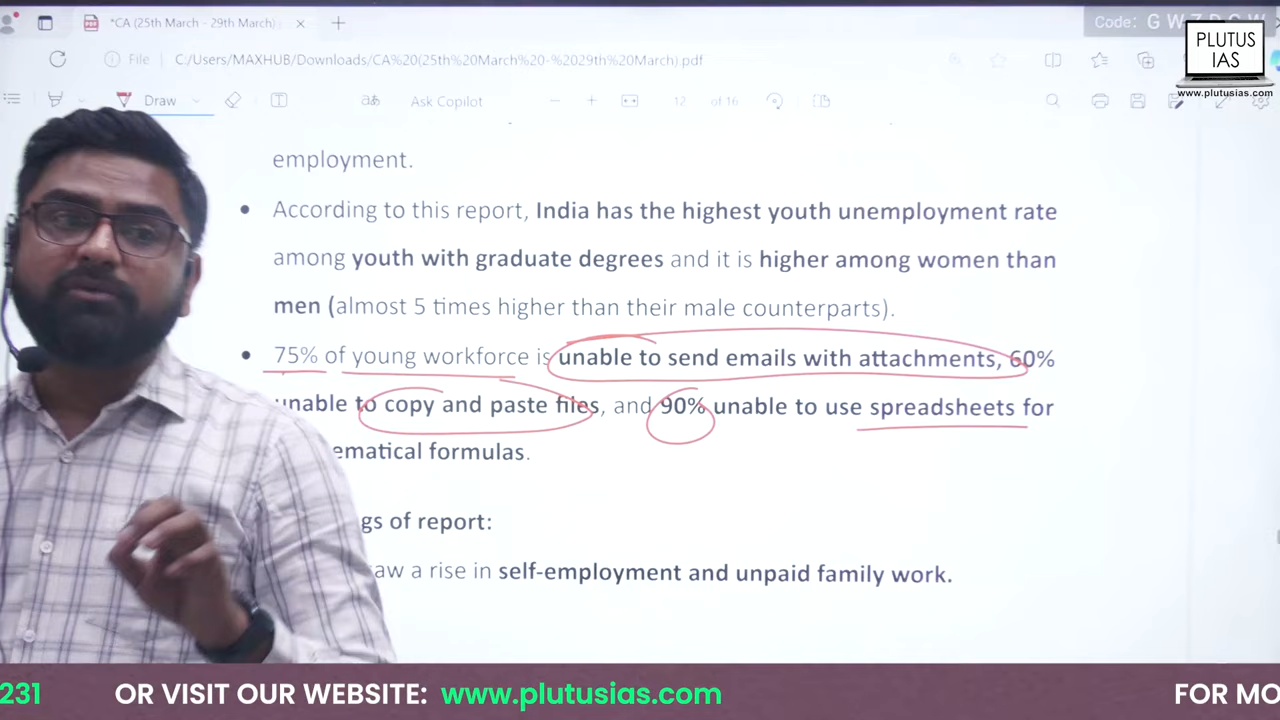 *CA (25th March - 29th March)
Code: G W Z D G W
PLUTUS
IAS
www.plutusias.com
File
C:/Users/MAXHUB/Downloads/CA%20(25th%20March%20-%2029th%20March).pdf
Draw
Ask Copilot
12 of 16
employment.
• According to this report, India has the highest youth unemployment rate
among youth with graduate degrees and it is higher among women than
men (almost 5 times higher than their male counterparts).
• 75% of young workforce is unable to send emails with attachments, 60%
unable to copy and paste files, and 90% unable to use spreadsheets for
ematical formulas.
gs of report:
aw a rise in self-employment and unpaid family work.
231 OR VISIT OUR WEBSITE: www.plutusias.com FOR MO